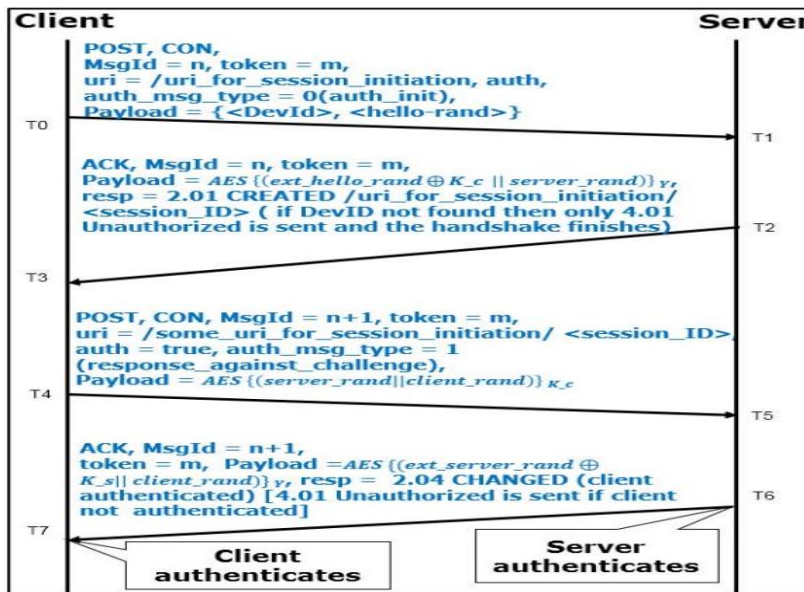 Client
Server
POST, CON,
MsgId = n, token = m,
uri = /uri_for_session_initiation, auth,
auth_msg_type = 0(auth_init),
Payload = {<DevId>, <hello-rand>}
T0
T1
ACK, MsgId = n, token = m,
Payload = AES {(ext_hello_rand ⊕ K_c || server_rand)} Y,
resp = 2.01 CREATED /uri_for_session_initiation/
<session_ID> ( if DevID not found then only 4.01
Unauthorized is sent and the handshake finishes)
T2
T3
POST, CON, MsgId = n+1, token = m,
uri = /some_uri_for_session_initiation/ <session_ID>,
auth = true, auth_msg_type = 1
(response_against_challenge),
Payload = AES {(server_rand||client_rand)} K_c
T4
T5
ACK, MsgId = n+1,
token = m, Payload =AES {(ext_server_rand ⊕
K_s|| client_rand)} Y, resp = 2.04 CHANGED (client
authenticated) [4.01 Unauthorized is sent if client
not authenticated]
T6
T7
Client
authenticates
Server
authenticates